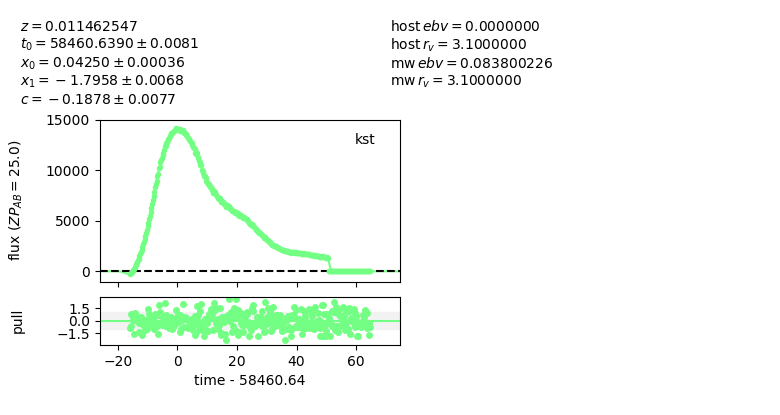 z = 0.011462547
t₀ = 58460.6390 ± 0.0081
x₀ = 0.04250 ± 0.00036
x₁ = −1.7958 ± 0.0068
c = −0.1878 ± 0.0077
host ebv = 0.0000000
host r_v = 3.1000000
mw ebv = 0.083800226
mw r_v = 3.1000000
kst
flux (ZP_AB = 25.0)
15000
10000
5000
0
pull
1.5
0.0
−1.5
−20 0 20 40 60
time - 58460.64